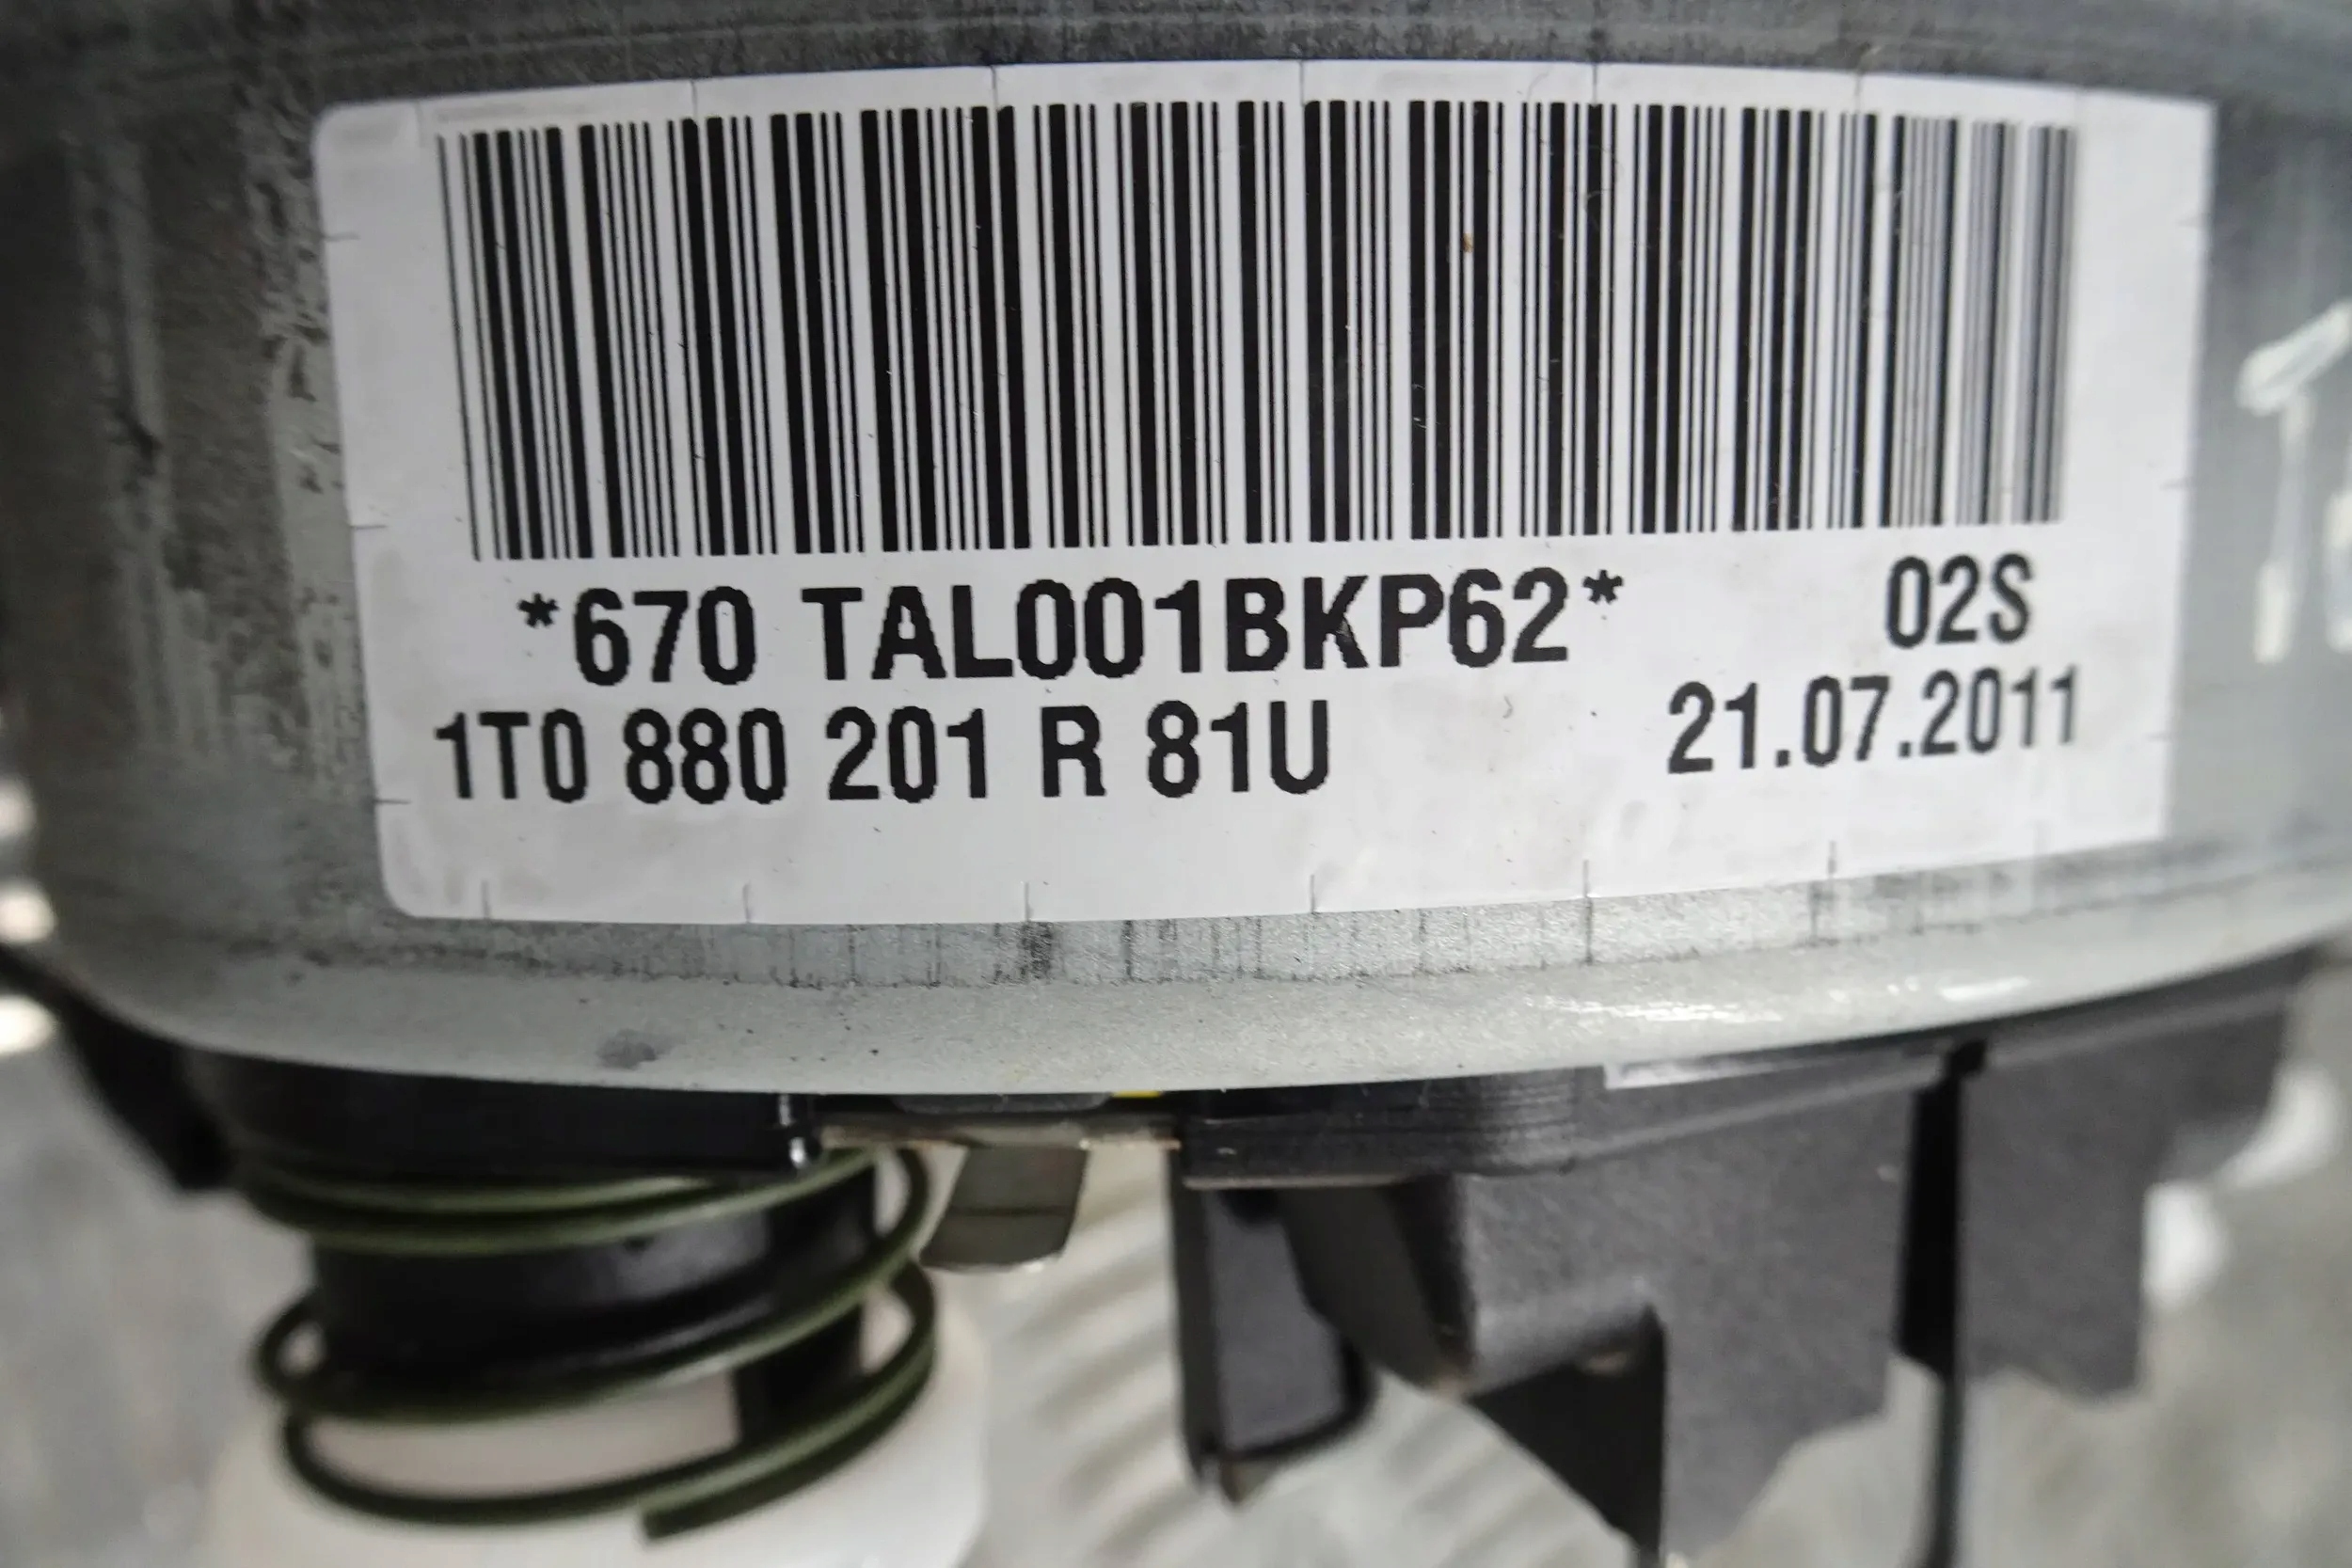 *670 TAL001BKP62* 02S
1T0 880 201 R 81U 21.07.2011